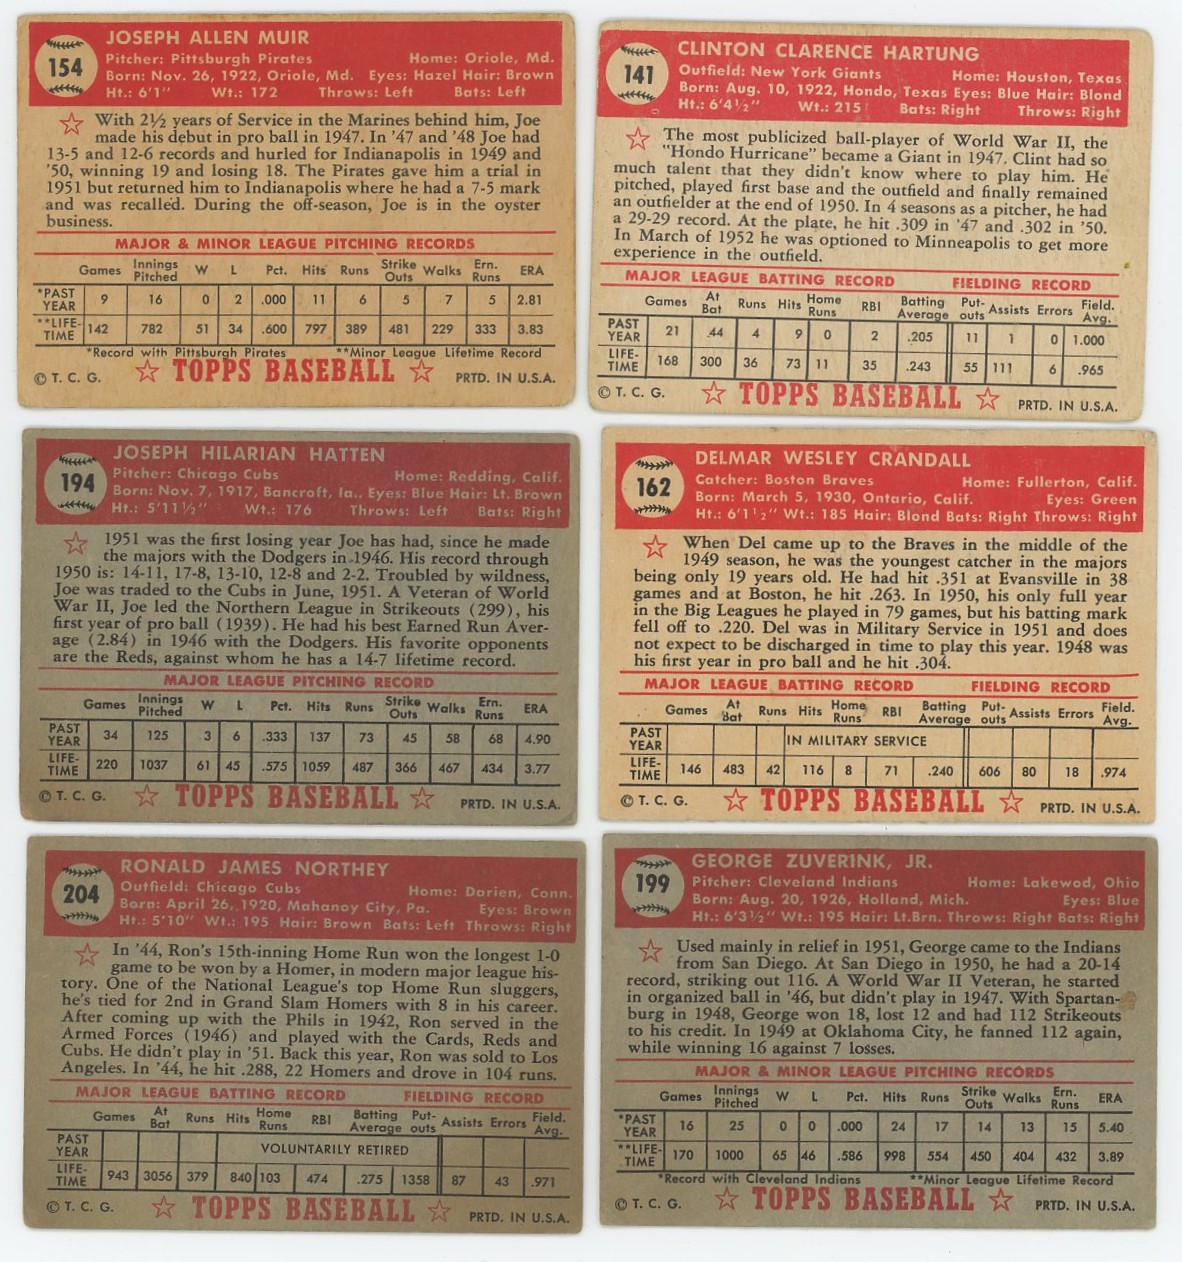 154
JOSEPH ALLEN MUIR
Pitcher: Pittsburgh Pirates Home: Oriole, Md.
Born: Nov. 26, 1922, Oriole, Md. Eyes: Hazel Hair: Brown
Ht.: 6'1" Wt.: 172 Throws: Left Bats: Left
With 2½ years of Service in the Marines behind him, Joe
made his debut in pro ball in 1947. In '47 and '48 Joe had
13-5 and 12-6 records and hurled for Indianapolis in 1949 and
'50, winning 19 and losing 18. The Pirates gave him a trial in
1951 but returned him to Indianapolis where he had a 7-5 mark
and was recalled. During the off-season, Joe is in the oyster
business.
MAJOR & MINOR LEAGUE PITCHING RECORDS
Games Innings Pitched W L Pct. Hits Runs Strike Outs Walks Ern. Runs ERA
*PAST YEAR 9 16 0 2 .000 11 6 5 7 5 2.81
**LIFE-TIME 142 782 51 34 .600 797 389 481 229 333 3.83
*Record with Pittsburgh Pirates **Minor League Lifetime Record
© T. C. G. TOPPS BASEBALL PRTD. IN U.S.A.
141
CLINTON CLARENCE HARTUNG
Outfield: New York Giants Home: Houston, Texas
Born: Aug. 10, 1922, Hondo, Texas Eyes: Blue Hair: Blond
Ht.: 6'4½" Wt.: 215 Bats: Right Throws: Right
The most publicized ball-player of World War II, the
"Hondo Hurricane" became a Giant in 1947. Clint had so
much talent that they didn't know where to play him. He
pitched, played first base and the outfield and finally remained
an outfielder at the end of 1950. In 4 seasons as a pitcher, he had
a 29-29 record. At the plate, he hit .309 in '47 and .302 in '50.
In March of 1952 he was optioned to Minneapolis to get more
experience in the outfield.
MAJOR LEAGUE BATTING RECORD FIELDING RECORD
Games At Bat Runs Hits Home Runs RBI Batting Average Put-outs Assists Errors Field. Avg.
PAST YEAR 21 44 4 9 0 2 .205 11 1 0 1.000
LIFE-TIME 168 300 36 73 11 35 .243 55 111 6 .965
© T. C. G. TOPPS BASEBALL PRTD. IN U.S.A.
194
JOSEPH HILARIAN HATTEN
Pitcher: Chicago Cubs Home: Redding, Calif.
Born: Nov. 7, 1917, Bancroft, Ia.. Eyes: Blue Hair: Lt. Brown
Ht.: 5'11½" Wt.: 176 Throws: Left Bats: Right
1951 was the first losing year Joe has had, since he made
the majors with the Dodgers in 1946. His record through
1950 is: 14-11, 17-8, 13-10, 12-8 and 2-2. Troubled by wildness,
Joe was traded to the Cubs in June, 1951. A Veteran of World
War II, Joe led the Northern League in Strikeouts (299), his
first year of pro ball (1939). He had his best Earned Run Aver-
age (2.84) in 1946 with the Dodgers. His favorite opponents
are the Reds, against whom he has a 14-7 lifetime record.
MAJOR LEAGUE PITCHING RECORD
Games Innings Pitched W L Pct. Hits Runs Strike Outs Walks Ern. Runs ERA
PAST YEAR 34 125 3 6 .333 137 73 45 58 68 4.90
LIFE-TIME 220 1037 61 45 .575 1059 487 366 467 434 3.77
© T. C. G. TOPPS BASEBALL PRTD. IN U.S.A.
162
DELMAR WESLEY CRANDALL
Catcher: Boston Braves Home: Fullerton, Calif.
Born: March 5, 1930, Ontario, Calif. Eyes: Green
Ht.: 6'1½" Wt.: 185 Hair: Blond Bats: Right Throws: Right
When Del came up to the Braves in the middle of the
1949 season, he was the youngest catcher in the majors
being only 19 years old. He had hit .351 at Evansville in 38
games and at Boston, he hit .263. In 1950, his only full year
in the Big Leagues he played in 79 games, but his batting mark
fell off to .220. Del was in Military Service in 1951 and does
not expect to be discharged in time to play this year. 1948 was
his first year in pro ball and he hit .304.
MAJOR LEAGUE BATTING RECORD FIELDING RECORD
Games At Bat Runs Hits Home Runs RBI Batting Average Put-outs Assists Errors Field. Avg.
PAST YEAR IN MILITARY SERVICE
LIFE-TIME 146 483 42 116 8 71 .240 606 80 18 .974
© T. C. G. TOPPS BASEBALL PRTD. IN U.S.A.
204
RONALD JAMES NORTHEY
Outfield: Chicago Cubs Home: Darien, Conn.
Born: April 26, 1920, Mahanoy City, Pa. Eyes: Brown
Ht.: 5'10" Wt.: 195 Hair: Brown Bats: Left Throws: Right
In '44, Ron's 15th-inning Home Run won the longest 1-0
game to be won by a Homer, in modern major league his-
tory. One of the National League's top Home Run sluggers,
he's tied for 2nd in Grand Slam Homers with 8 in his career.
After coming up with the Phils in 1942, Ron served in the
Armed Forces (1946) and played with the Cards, Reds and
Cubs. He didn't play in '51. Back this year, Ron was sold to Los
Angeles. In '44, he hit .288, 22 Homers and drove in 104 runs.
MAJOR LEAGUE BATTING RECORD FIELDING RECORD
Games At Bat Runs Hits Home Runs RBI Batting Average Put-outs Assists Errors Field. Avg.
PAST YEAR VOLUNTARILY RETIRED
LIFE-TIME 943 3056 379 840 103 474 .275 1358 87 43 .971
© T. C. G. TOPPS BASEBALL PRTD. IN U.S.A.
199
GEORGE ZUVERINK, JR.
Pitcher: Cleveland Indians Home: Lakewod, Ohio
Born: Aug. 20, 1926, Holland, Mich. Eyes: Blue
Ht.: 6'3½" Wt.: 195 Hair: Lt.Brn. Throws: Right Bats: Right
Used mainly in relief in 1951, George came to the Indians
from San Diego. At San Diego in 1950, he had a 20-14
record, striking out 116. A World War II Veteran, he started
in organized ball in '46, but didn't play in 1947. With Spartan-
burg in 1948, George won 18, lost 12 and had 112 Strikeouts
to his credit. In 1949 at Oklahoma City, he fanned 112 again,
while winning 16 against 7 losses.
MAJOR & MINOR LEAGUE PITCHING RECORDS
Games Innings Pitched W L Pct. Hits Runs Strike Outs Walks Ern. Runs ERA
*PAST YEAR 16 25 0 0 .000 24 17 14 13 15 5.40
**LIFE-TIME 170 1000 65 46 .586 998 554 450 404 432 3.89
*Record with Cleveland Indians **Minor League Lifetime Record
© T. C. G. TOPPS BASEBALL PRTD. IN U.S.A.